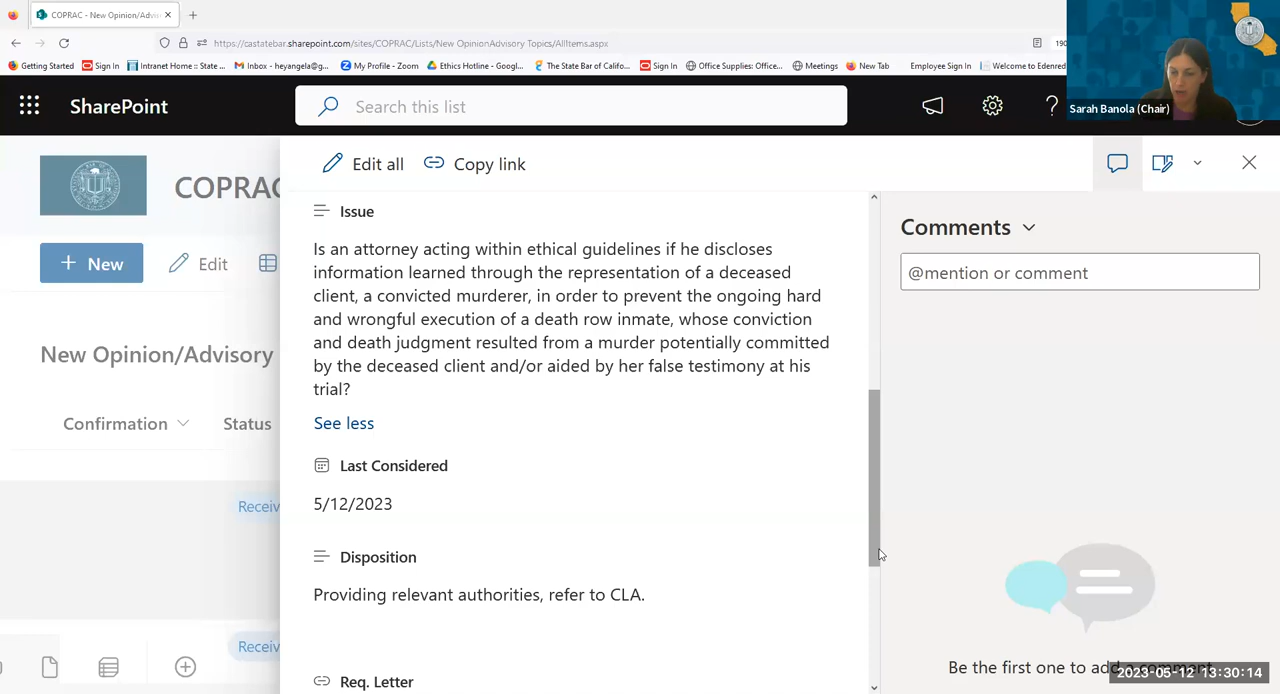 COPRAC - New Opinion/Advis
https://castatebar.sharepoint.com/sites/COPRAC/Lists/New Opinion/Advisory Topics/AllItems.aspx
190
Getting Started
Sign In
Intranet Home :: State ...
Inbox - heyangela@g...
My Profile - Zoom
Ethics Hotline - Googl...
The State Bar of Califo...
Sign In
Office Supplies: Office...
Meetings
New Tab
Employee Sign In
Welcome to Edenred
Sarah Banola (Chair)
SharePoint
Search this list
?
Edit all
Copy link
COPRAC
New
Edit
New Opinion/Advisory
Confirmation
Status
Receiv
Receiv
Issue
Is an attorney acting within ethical guidelines if he discloses
information learned through the representation of a deceased
client, a convicted murderer, in order to prevent the ongoing hard
and wrongful execution of a death row inmate, whose conviction
and death judgment resulted from a murder potentially committed
by the deceased client and/or aided by her false testimony at his
trial?
See less
Last Considered
5/12/2023
Disposition
Providing relevant authorities, refer to CLA.
Req. Letter
Comments
@mention or comment
Be the first one to add a comment
2023-05-12 13:30:14